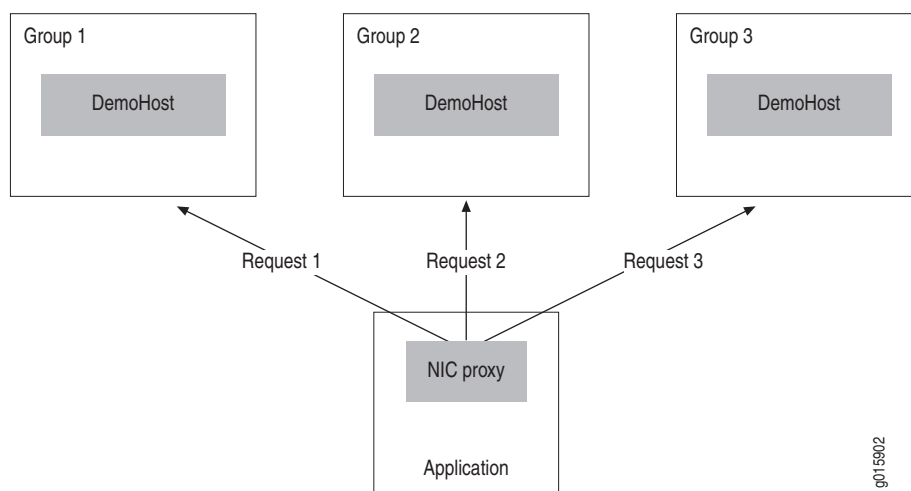 Group 1
Group 2
Group 3
DemoHost
DemoHost
DemoHost
Request 1
Request 2
Request 3
NIC proxy
Application
g015902